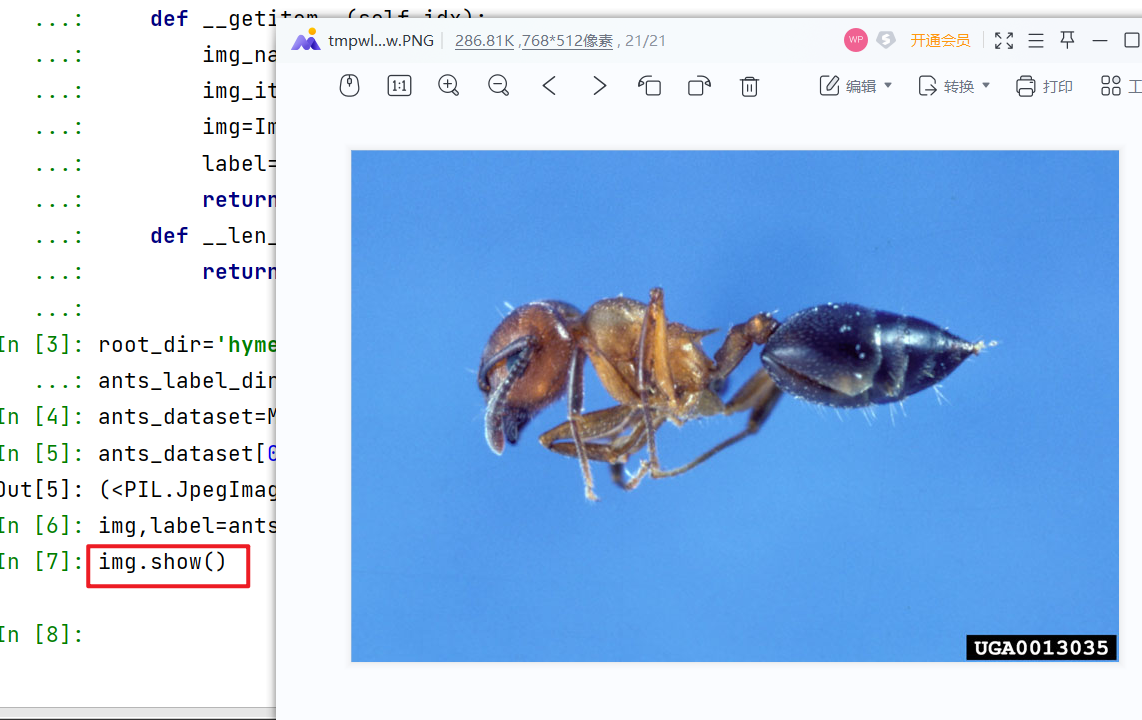 ...:     def __getitem__(self,idx):
...:         img_na
...:         img_it
...:         img=Im
...:         label=
...:         return
...:     def __len_
...:         return
...:
In [3]: root_dir='hyme
...: ants_label_dir
In [4]: ants_dataset=M
In [5]: ants_dataset[0
Out[5]: (<PIL.JpegImag
In [6]: img,label=ants
In [7]: img.show()
In [8]:
tmpwl...w.PNG 286.81K ,768*512像素 , 21/21 WP S 开通会员
1:1 编辑 转换 打印 工
UGA0013035